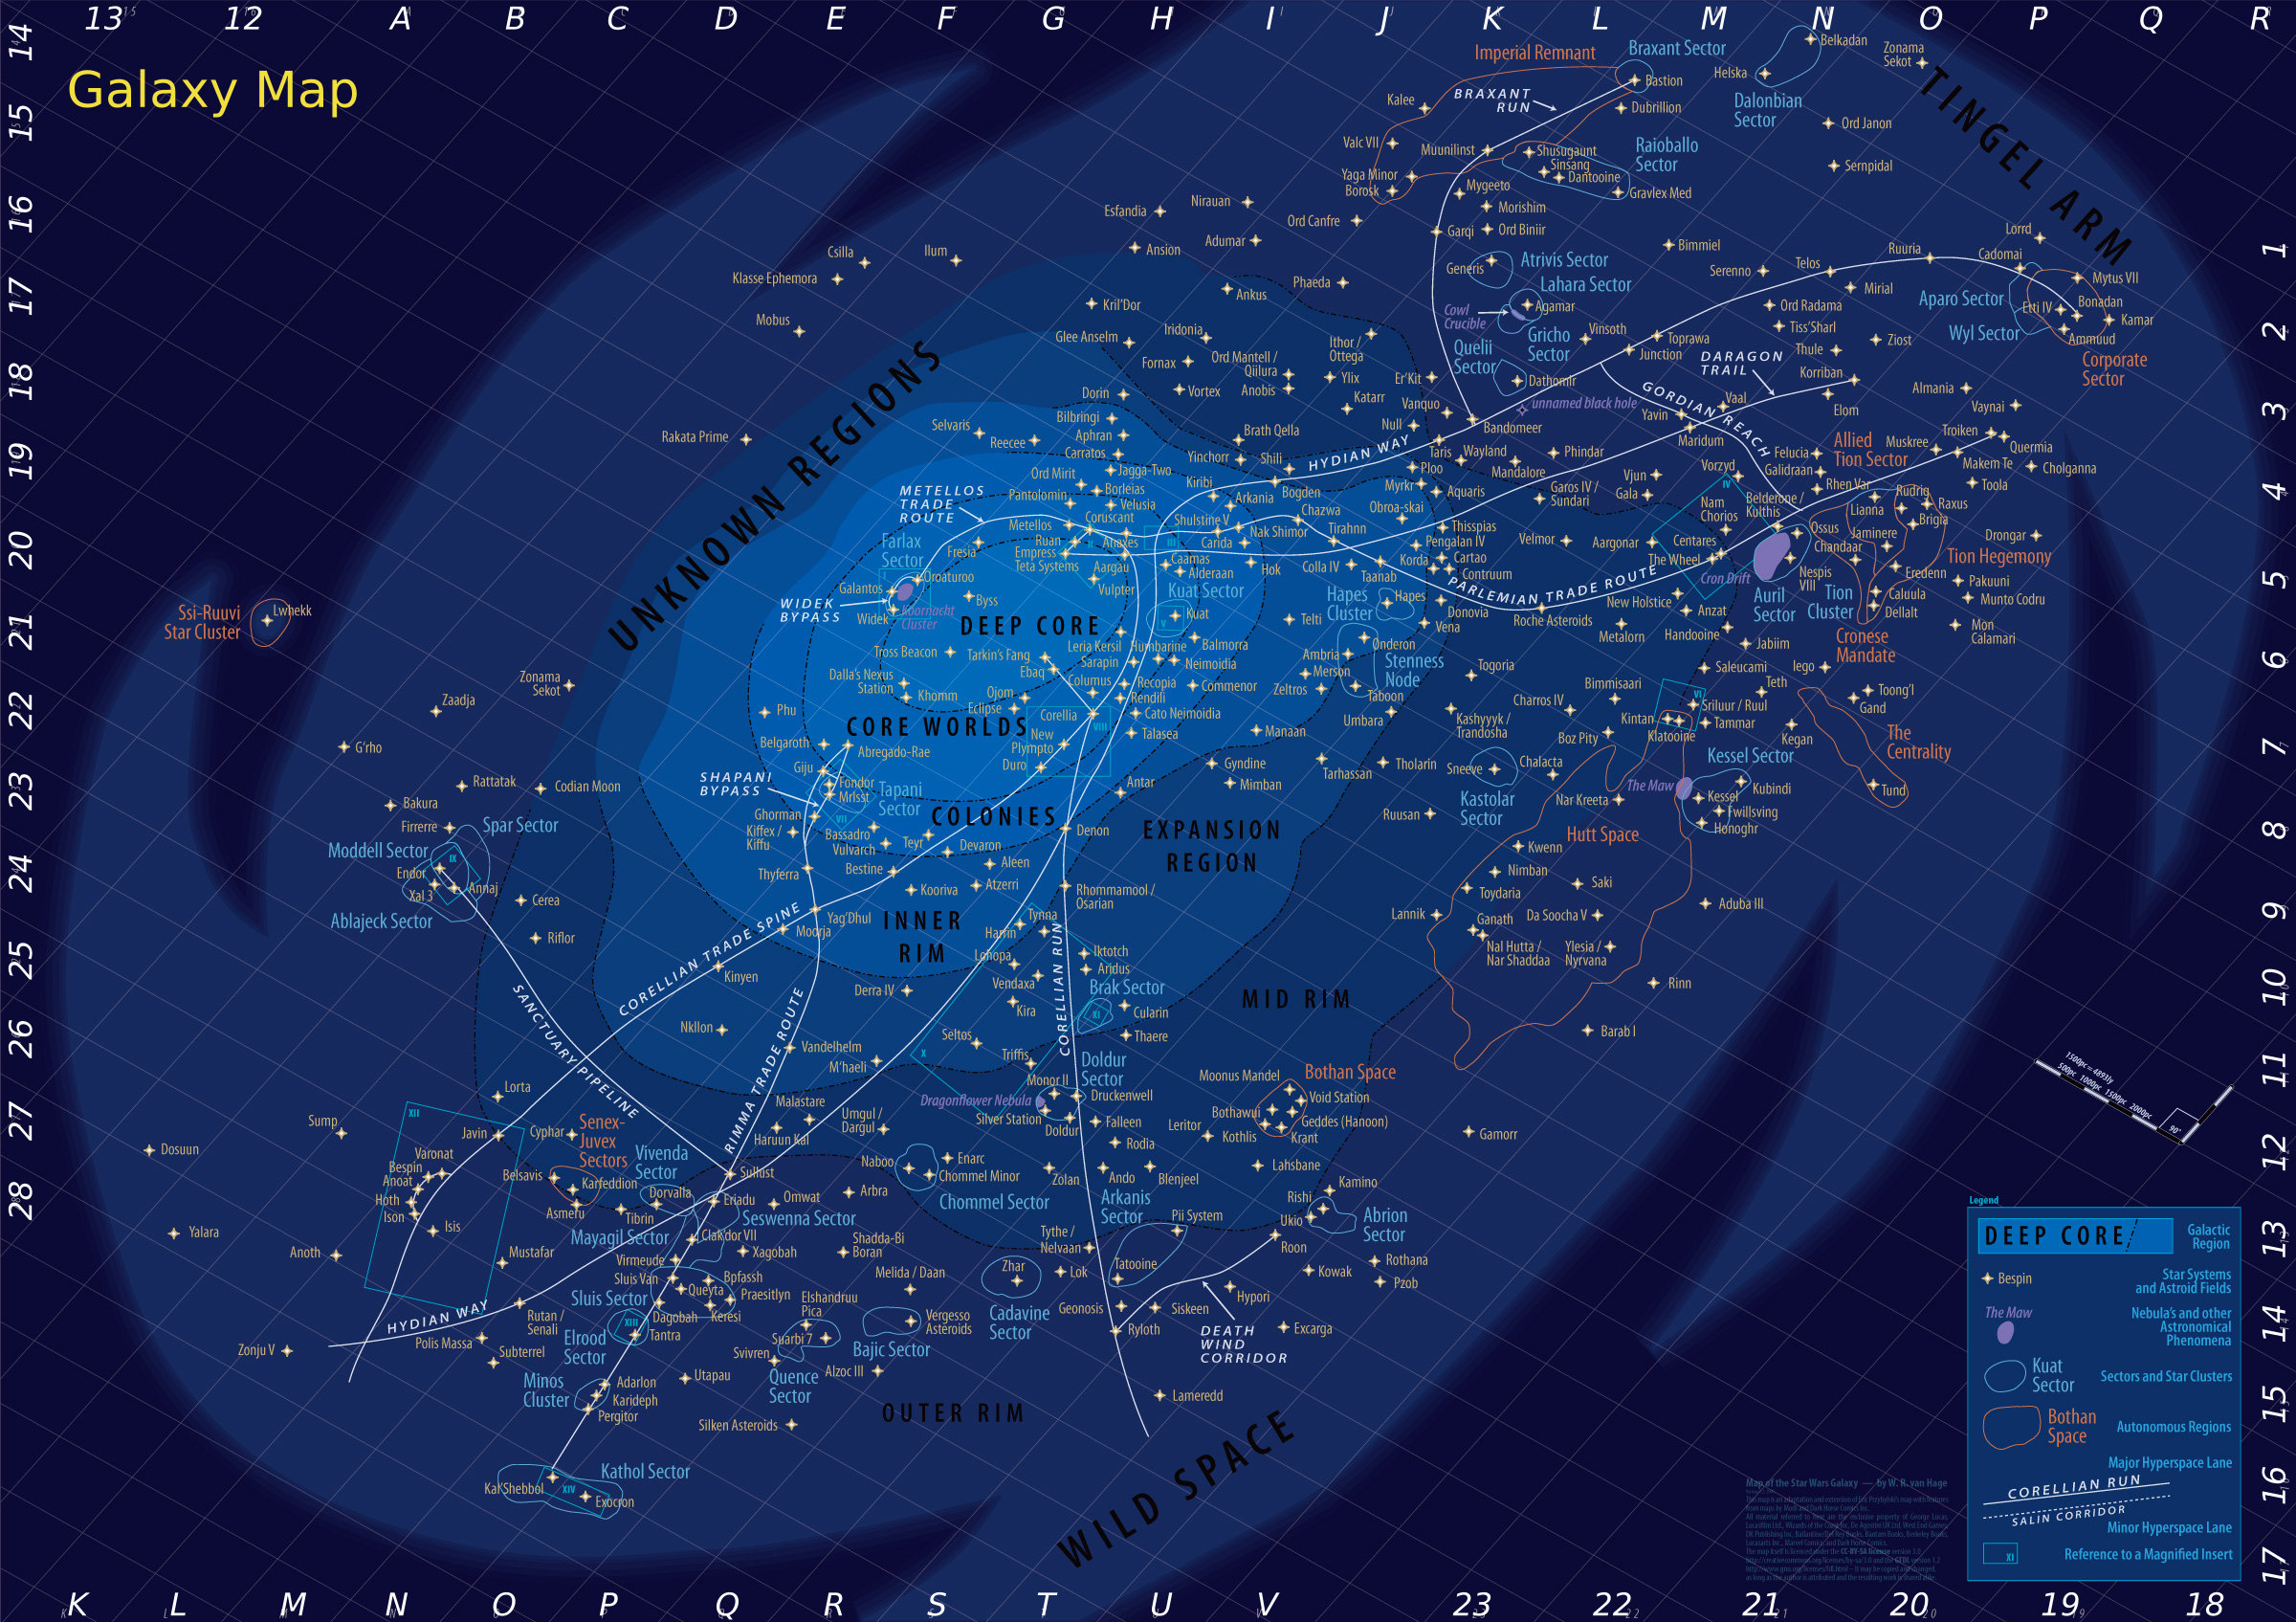 13
12
A
B
C
D
E
F
G
H
I
J
K
L
M
N
O
P
Q
R
14
15
16
17
18
19
20
21
22
23
24
25
26
27
28
Galaxy Map
Imperial Remnant
Braxant Sector
Bastion
Dubrillion
BRAXANT
RUN
Kalee
Valc VII
Muunilinst
Yaga Minor
Borosk
Mygeeto
Morishim
Ord Biniir
Garqi
Shusugaunt
Sinsang
Dantooine
Gravlex Med
Raioballo
Sector
Belkadan
Helska
Dalonbian
Sector
Zonama
Sekot
Ord Janon
Sernpidal
TINGEL ARM
Nirauan
Esfandia
Ord Canfre
Adumar
Ansion
Csilla
Ilum
Klasse Ephemora
Mobus
Kril'Dor
Ankus
Phaeda
Glee Anselm
Iridonia
Fornax
Ord Mantell /
Qiilura
Anobis
Vortex
Ithor /
Ottega
Ylix
Er'Kit
Katarr
Vanquo
Null
Generis
Atrivis Sector
Lahara Sector
Agamar
Cowl
Crucible
Gricho
Sector
Quelii
Sector
Dathomir
unnamed black hole
Bandomeer
Vinsoth
Toprawa
Junction
Bimmiel
Serenno
Telos
Ruuria
Cadomai
Lorrd
Mirial
Ord Radama
Tiss'Sharl
Thule
Ziost
Aparo Sector
Wyl Sector
Etti IV
Mytus VII
Bonadan
Kamar
Ammuud
Corporate
Sector
DARAGON
TRAIL
Korriban
Elom
Almania
Vaynai
GORDIAN REACH
Vaal
Yavin
Maridum
Troiken
Quermia
Muskree
Makem Te
Cholganna
Toola
Allied
Tion Sector
Felucia
Galidraan
Rhen Var
Vorzyd
UNKNOWN REGIONS
Rakata Prime
Selvaris
Reecee
Dorin
Bilbringi
Aphran
Carratos
Jagga-Two
Ord Mirit
Borleias
Pantolomin
Velusia
Brath Qella
Yinchorr
Shili
Kiribi
Arkania
Bogden
HYDIAN WAY
Taris
Wayland
Mandalore
Phindar
Ploo
Myrkr
Aquaris
Garos IV /
Sundari
Vjun
Gala
Nam
Chorios
IV
Belderone /
Kulthis
Lianna
Rudrig
Raxus
Brigia
Jaminere
Ossus
Chandaar
Drongar
Tion Hegemony
METELLOS
TRADE
ROUTE
Metellos
Coruscant
Shulstine V
Chazwa
Nak Shimor
Carida
Tirahnn
Obroa-skai
Thisspias
Pengalan IV
Velmor
Aargonar
Centares
The Wheel
Cron Drift
Farlax
Sector
Fresia
Ruan
Empress
Teta Systems
Anaxes
Aargau
III
Caamas
Alderaan
Hok
Colla IV
Taanab
Korda
Cartao
Contruum
PARLEMIAN TRADE ROUTE
Galantos
Oroaturoo
Widek
Koornacht
Cluster
WIDEK
BYPASS
Byss
Vulpter
Kuat Sector
Kuat
V
Hapes
Cluster
Hapes
Donovia
Vena
Roche Asteroids
New Holstice
Metalorn
Anzat
Handooine
Auril
Sector
Nespis
VIII
Tion
Cluster
Eredenn
Caluula
Dellalt
Pakuuni
Munto Codru
Mon
Calamari
Cronese
Mandate
Jabiim
Saleucami
Iego
Teth
Toong'l
Gand
Ssi-Ruuvi
Star Cluster
Lwhekk
DEEP CORE
Tross Beacon
Tarkin's Fang
Ebaq
Leria Kersil
Sarapin
Humbarine
Balmorra
Neimoidia
Commenor
Telti
Ambria
Merson
Zeltros
Onderon
Taboon
Umbara
Stenness
Node
Togoria
Kashyyyk /
Trandosha
Charros IV
Bimmisaari
VI
Sriluur / Ruul
Kintan
Klatooine
Tammar
Kegan
Boz Pity
The
Centrality
Tund
Zonama
Sekot
Zaadja
G'rho
Dalla's Nexus
Station
Khomm
Phu
Ojom
Eclipse
Columus
Recopia
Rendili
Cato Neimoidia
Talasea
Corellia
VIII
New
Plympto
Duro
CORE WORLDS
Belgaroth
Abregado-Rae
Giju
Fondor
Mrlsst
Tapani
Sector
VII
SHAPANI
BYPASS
Manaan
Gyndine
Mimban
Tarhassan
Tholarin
Sneeve
Kastolar
Sector
Chalacta
Nar Kreeta
The Maw
Kessel Sector
Kessel
Kubindi
Fwillsving
Honoghr
Rattatak
Codian Moon
Bakura
Firrerre
Spar Sector
Moddell Sector
IX
Endor
Xal 3
Annaj
Ablajeck Sector
Cerea
Riflor
Ghorman
Kiffex /
Kiffu
Bassadro
Vulvarch
Teyr
Devaron
COLONIES
Antar
Denon
EXPANSION
REGION
Ruusan
Hutt Space
Kwenn
Nimban
Toydaria
Saki
Lannik
Ganath
Da Soocha V
Nal Hutta /
Nar Shaddaa
Ylesia /
Nyrvana
Aduba III
Rinn
Barab I
Thyferra
Bestine
Aleen
Kooriva
Atzerri
Rhommamool /
Osarian
Yag'Dhul
Moorja
INNER
RIM
Tynna
Harrin
Lonopa
Vendaxa
Kira
Iktotch
Aridus
Brak Sector
XI
Cularin
Thaere
MID RIM
CORELLIAN TRADE SPINE
Kinyen
Derra IV
Nkllon
SANCTUARY PIPELINE
RIMMA TRADE ROUTE
CORELLIAN RUN
Vandelhelm
M'haeli
Seltos
Triffis
X
Doldur
Sector
Monor II
Druckenwell
Dragonflower Nebula
Silver Station
Doldur
Falleen
Rodia
Moonus Mandel
Bothan Space
Void Station
Bothawui
Geddes (Hanoon)
Leritor
Kothlis
Krant
Gamorr
Lorta
XII
Sump
Javin
Cyphar
Senex-
Juvex
Sectors
Dosuun
Varonat
Bespin
Anoat
Hoth
Ison
Isis
Belsavis
Karfeddion
Asmeru
Vivenda
Sector
Dorvalla
Tibrin
Malastare
Haruun Kal
Umgul /
Dargul
Sullust
Eriadu
Omwat
Seswenna Sector
Arbra
Naboo
Enarc
Chommel Minor
Chommel Sector
Zolan
Ando
Blenjeel
Lahsbane
Arkanis
Sector
Pii System
Kamino
Rishi
Ukio
Abrion
Sector
Roon
Rothana
Kowak
Pzob
Yalara
Anoth
Mustafar
Mayagil Sector
Clak'dor VII
Virmeude
Xagobah
Shadda-Bi
Boran
Melida / Daan
Tythe /
Nelvaan
Lok
Zhar
Tatooine
Sluis Van
Bpfassh
Queyta
Praesitlyn
Sluis Sector
Dagobah
Keresi
Elshandruu
Pica
Suarbi 7
Vergesso
Asteroids
Bajic Sector
Cadavine
Sector
Geonosis
Siskeen
Hypori
Ryloth
Excarga
DEATH
WIND
CORRIDOR
HYDIAN WAY
Rutan /
Senali
Polis Massa
Subterrel
Zonju V
XIII
Tantra
Elrood
Sector
Svivren
Quence
Sector
Alzoc III
Utapau
Minos
Cluster
Adarlon
Karideph
Pergitor
Silken Asteroids
OUTER RIM
Lameredd
WILD SPACE
Kathol Sector
Kal'Shebbol
XIV
Exocron
1500pc=4893ly
500pc
1000pc
1500pc
2000pc
90°
Legend
DEEP CORE
Galactic
Region
Bespin
Star Systems
and Astroid Fields
The Maw
Nebula's and other
Astronomical
Phenomena
Kuat
Sector
Sectors and Star Clusters
Bothan
Space
Autonomous Regions
Major Hyperspace Lane
CORELLIAN RUN
SALIN CORRIDOR
Minor Hyperspace Lane
XI
Reference to a Magnified Insert
Map of the Star Wars Galaxy — by W. R. van Hage
1
2
3
4
5
6
7
8
9
10
11
12
13
14
15
16
17
K
L
M
N
O
P
Q
R
S
T
U
V
23
22
21
20
19
18